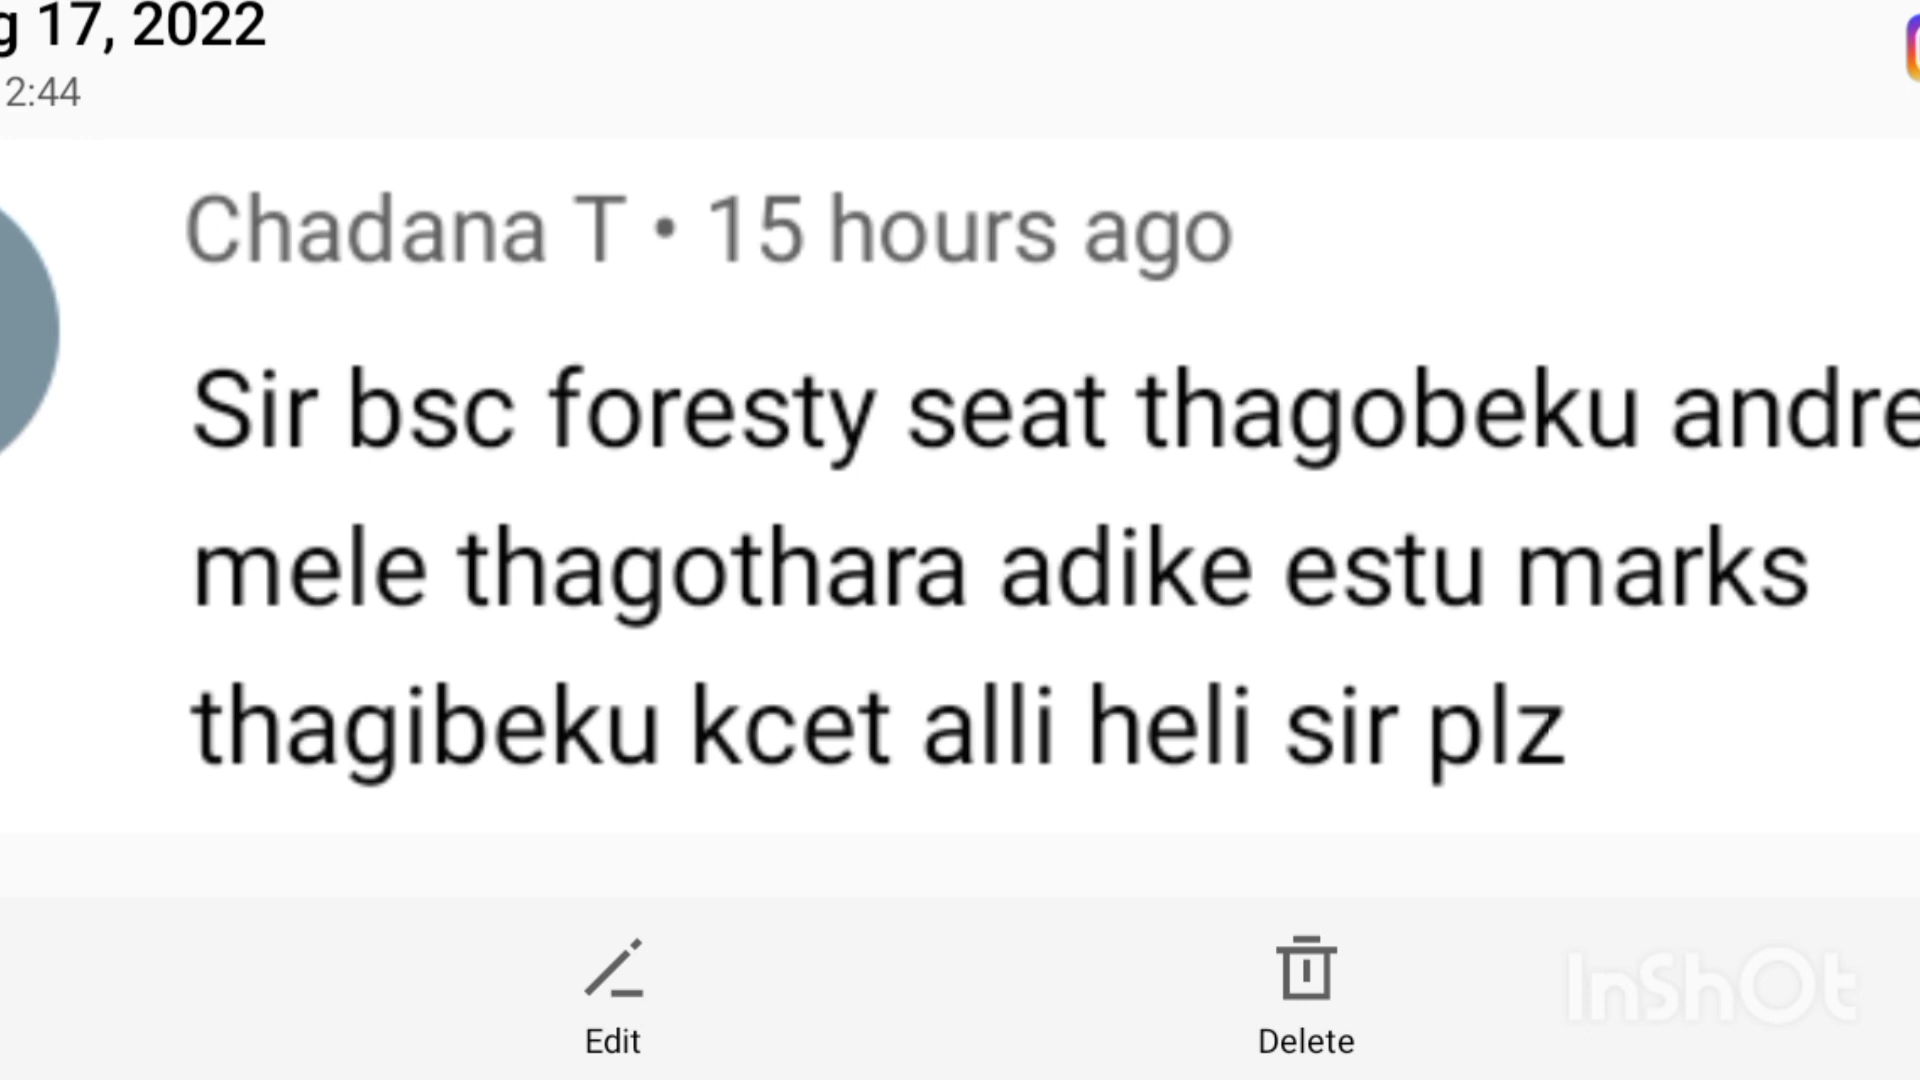 g 17, 2022
2:44
Chadana T • 15 hours ago
Sir bsc foresty seat thagobeku andre
mele thagothara adike estu marks
thagibeku kcet alli heli sir plz
Edit
Delete
InShOt